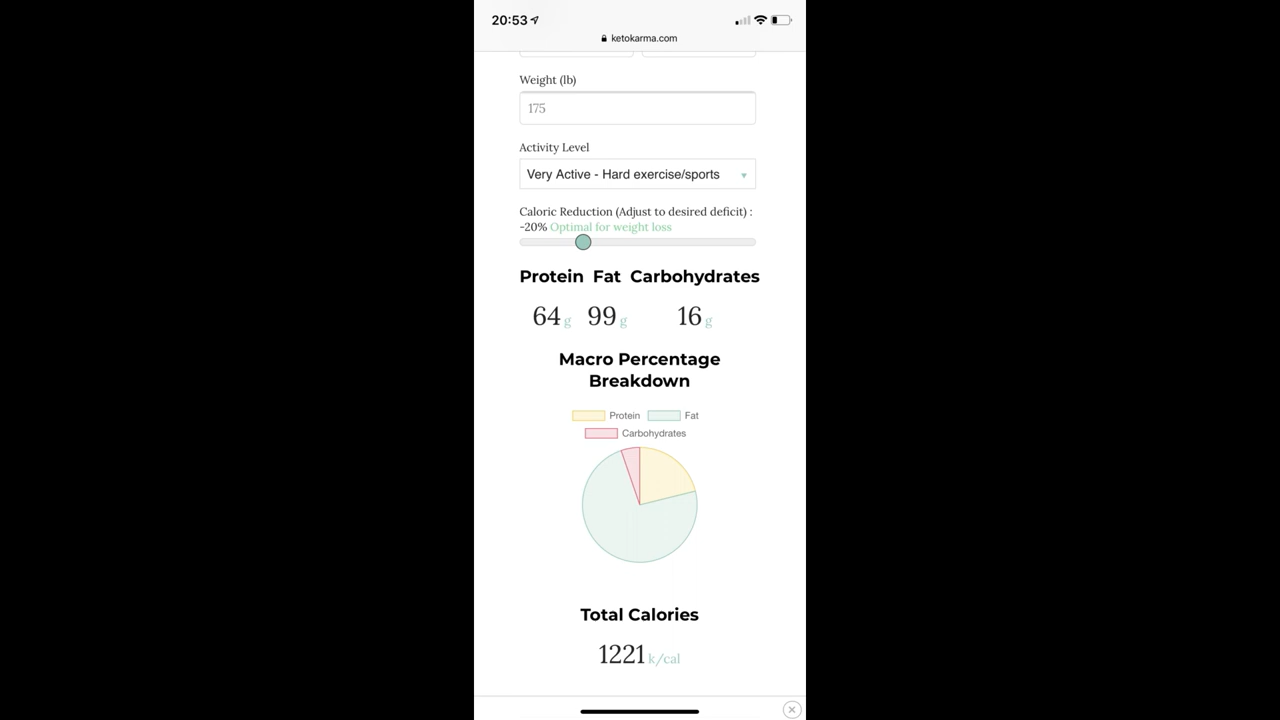 20:53
ketokarma.com
Weight (lb)
175
Activity Level
Very Active - Hard exercise/sports
Caloric Reduction (Adjust to desired deficit) :
-20% Optimal for weight loss
Protein Fat Carbohydrates
64 g 99 g 16 g
Macro Percentage
Breakdown
Protein Fat
Carbohydrates
Total Calories
1221 k/cal